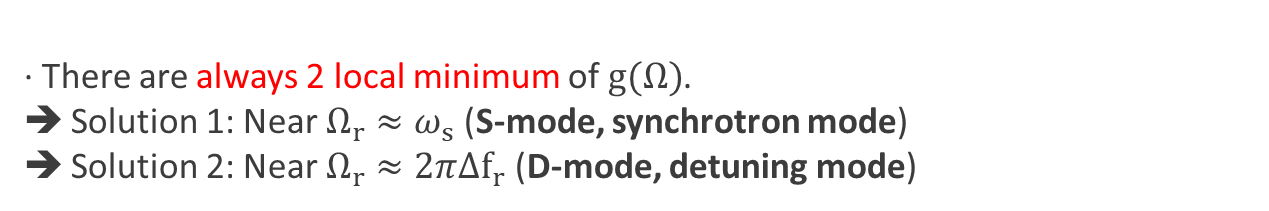 · There are always 2 local minimum of g(Ω).
➔ Solution 1: Near Ωᵣ ≈ ωₛ (S-mode, synchrotron mode)
➔ Solution 2: Near Ωᵣ ≈ 2πΔfᵣ (D-mode, detuning mode)